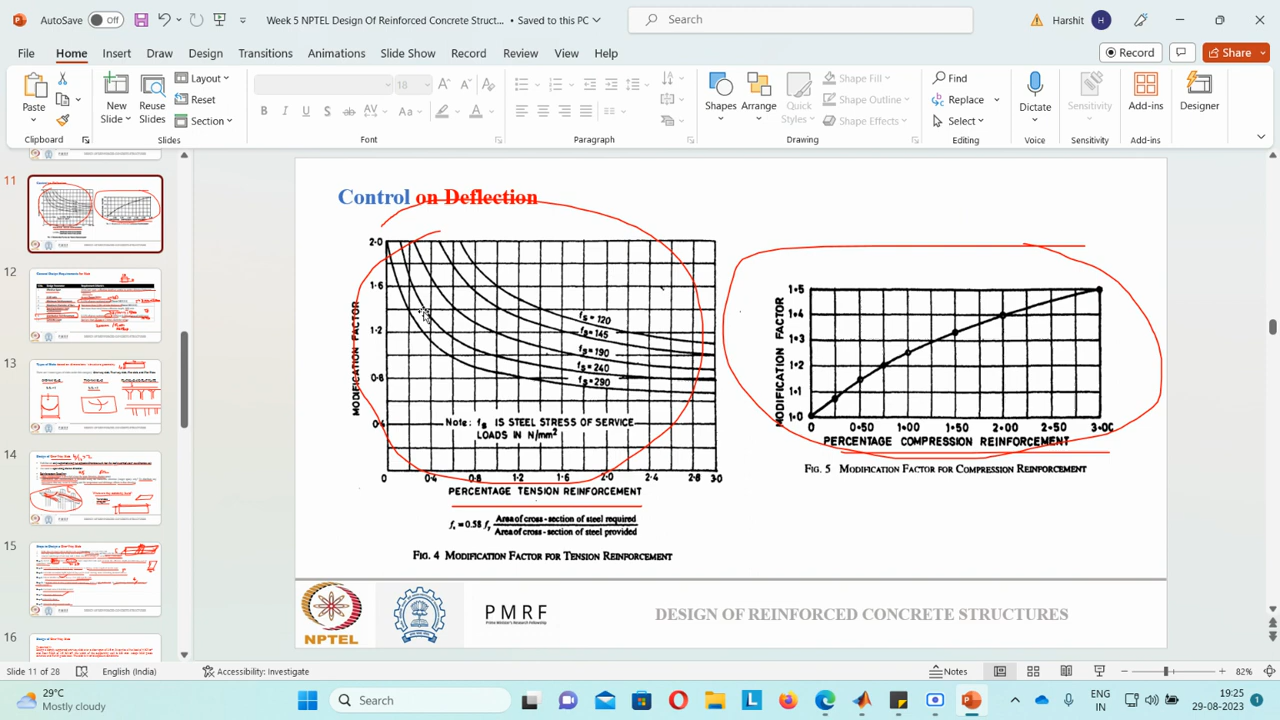 AutoSave Off Week 5 NPTEL Design Of Reinforced Concrete Struct... • Saved to this PC Search Harshit H
File Home Insert Draw Design Transitions Animations Slide Show Record Review View Help Record Share
Paste New Slide Reuse Slides Layout Reset Section 18 Shapes Arrange Quick Styles Shape Fill Shape Outline Shape Effects Find Replace Select Dictate Sensitivity Add-ins Designer
Clipboard Slides Font Paragraph Drawing Editing Voice Sensitivity Add-ins
11
12
13
14
15
16
Control on Deflection
MODIFICATION FACTOR
2·0
1·6
1·2
0·8
0·4
fs=120
fs=145
fs=190
fs=240
fs=290
Note: fs IS STEEL STRESS OF SERVICE
LOADS IN N/mm2
0 0·4 0·8 1·2 1·6 2·0 2·4 2·8 3·0
PERCENTAGE TENSION REINFORCEMENT
fs = 0.58 fy Area of cross-section of steel required
Area of cross-section of steel provided
FIG. 4 MODIFICATION FACTOR FOR TENSION REINFORCEMENT
MODIFICATION FACTOR
1·5
1·4
1·3
1·2
1·1
1·0
0 0·50 1·00 1·50 2·00 2·50 3·00
PERCENTAGE COMPRESSION REINFORCEMENT
FIG. 5 MODIFICATION FACTOR FOR COMPRESSION REINFORCEMENT
NPTEL
PMRF
Prime Minister's Research Fellowship
DESIGN OF REINFORCED CONCRETE STRUCTURES
Slide 11 of 28 English (India) Accessibility: Investigate Notes 82%
29°C
Mostly cloudy
Search
ENG
IN
19:25
29-08-2023